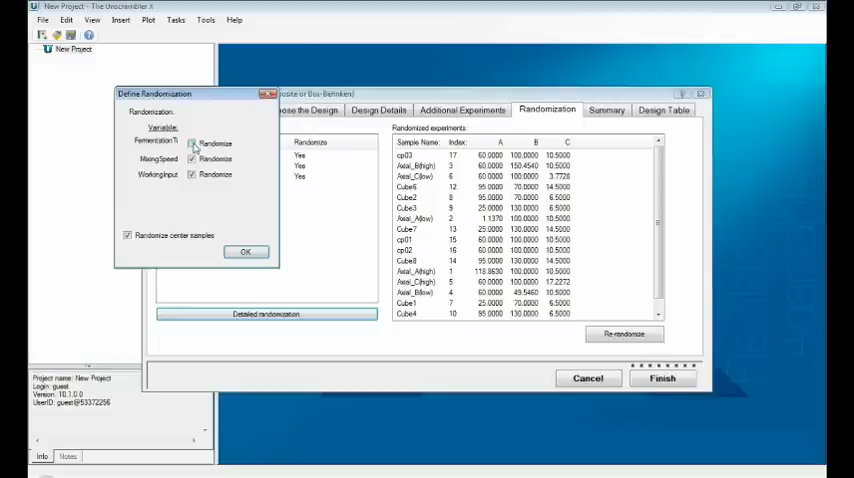 New Project - The Unscrambler X
File Edit View Insert Plot Tasks Tools Help
New Project
Define Randomization
Randomization:
Variable:
FermentationTi Randomize
MixingSpeed Randomize
WorkingInput Randomize
Randomize center samples
OK
posite or Box-Behnken)
oose the Design Design Details Additional Experiments Randomization Summary Design Table
Randomize
Yes
Yes
Yes
Detailed randomization
Randomized experiments:
Sample Name: Index: A B C
cp03 17 60.0000 100.0000 10.5000
Axial_B(high) 3 60.0000 150.4540 10.5000
Axial_C(low) 6 60.0000 100.0000 3.7728
Cube6 12 95.0000 70.0000 14.5000
Cube2 8 95.0000 70.0000 6.5000
Cube3 9 25.0000 130.0000 6.5000
Axial_A(low) 2 1.1370 100.0000 10.5000
Cube7 13 25.0000 130.0000 14.5000
cp01 15 60.0000 100.0000 10.5000
cp02 16 60.0000 100.0000 10.5000
Cube8 14 95.0000 130.0000 14.5000
Axial_A(high) 1 118.8630 100.0000 10.5000
Axial_C(high) 5 60.0000 100.0000 17.2272
Axial_B(low) 4 60.0000 49.5460 10.5000
Cube1 7 25.0000 70.0000 6.5000
Cube4 10 95.0000 130.0000 6.5000
Re-randomize
Cancel Finish
Project name: New Project
Login: guest
Version: 10.1.0.0
UserID: guest@53372256
Info Notes